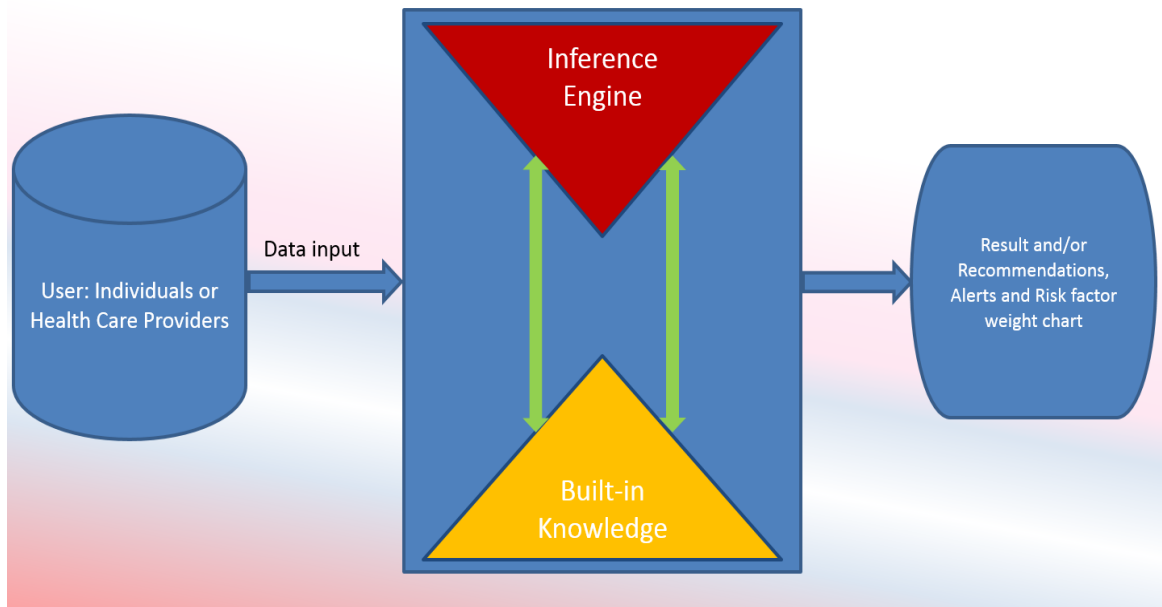 Inference
Engine
Data input
User: Individuals or
Health Care Providers
Result and/or
Recommendations,
Alerts and Risk factor
weight chart
Built-in
Knowledge